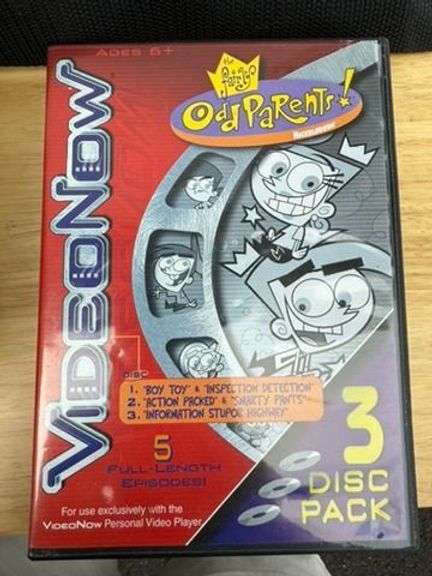 AGES 6+
VIDEONOW
the
fairly
OddParents!
NICKELODEON
DISC
1. "BOY TOY" & "INSPECTION DETECTION"
2. "ACTION PACKED" & "SMARTY PANTS"
3. "INFORMATION STUPOR HIGHWAY"
5
FULL-LENGTH
EPISODES!
For use exclusively with the
VIDEONOW Personal Video Player
3
DISC
PACK